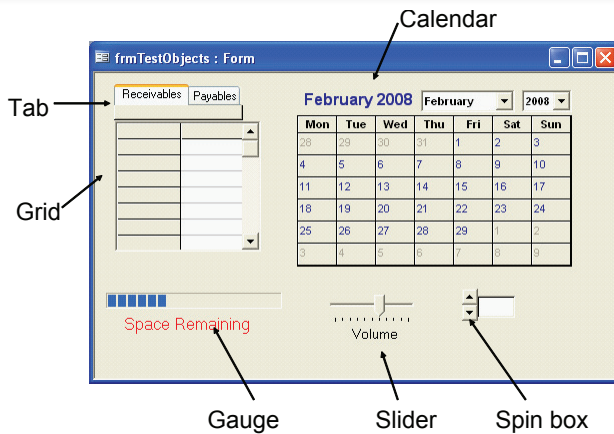 Calendar
frmTestObjects : Form
Tab
Receivables Payables
February 2008 February 2008
Mon Tue Wed Thu Fri Sat Sun
28 29 30 31 1 2 3
4 5 6 7 8 9 10
11 12 13 14 15 16 17
18 19 20 21 22 23 24
25 26 27 28 29 1 2
3 4 5 6 7 8 9
Grid
Space Remaining
Volume
Gauge Slider Spin box